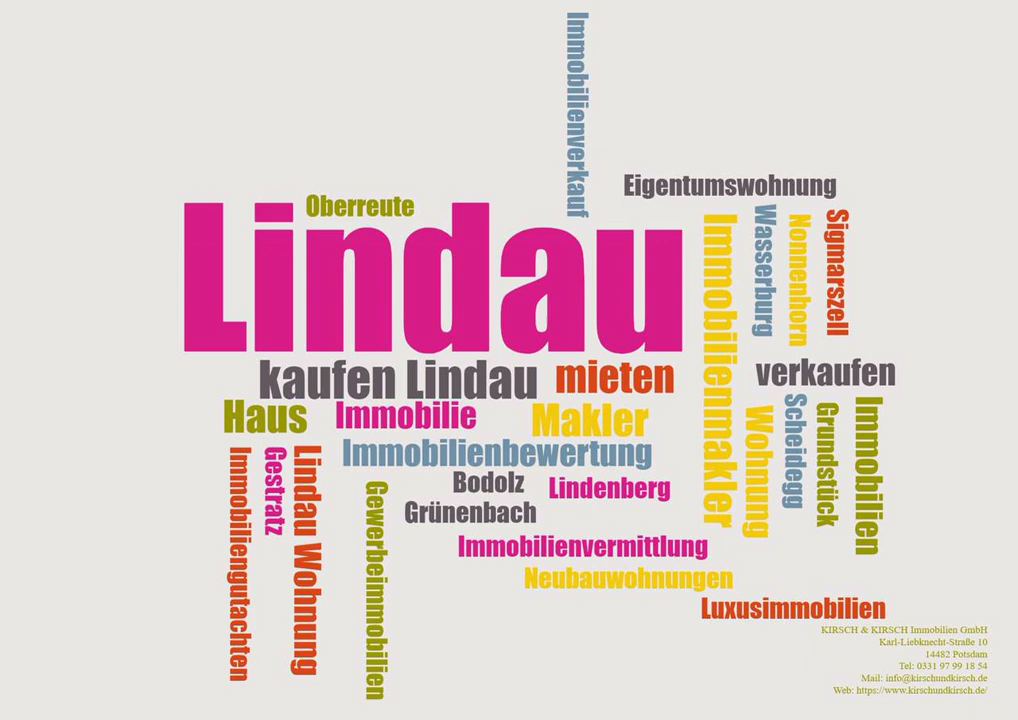 Immobilienverkauf
Eigentumswohnung
Oberreute
Lindau
Immobilienmakler
Wasserburg
Nonnenhorn
Sigmarszell
kaufen Lindau
mieten
verkaufen
Haus
Immobilie
Makler
Wohnung
Scheidegg
Grundstück
Immobilien
Immobilienbewertung
Immobiliengutachten
Gestratz
Lindau Wohnung
Gewerbeimmobilien
Bodolz
Lindenberg
Grünenbach
Immobilienvermittlung
Neubauwohnungen
Luxusimmobilien
KIRSCH & KIRSCH Immobilien GmbH
Karl-Liebknecht-Straße 10
14482 Potsdam
Tel: 0331 97 99 18 54
Mail: info@kirschundkirsch.de
Web: https://www.kirschundkirsch.de/